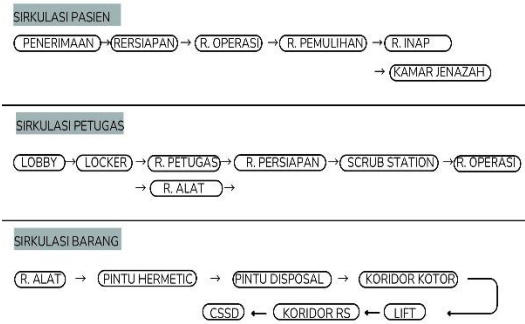 SIRKULASI PASIEN
PENERIMAAN → RERSIAPAN → R. OPERASI → R. PEMULIHAN → R. INAP
→ KAMAR JENAZAH
SIRKULASI PETUGAS
LOBBY → LOCKER → R. PETUGAS → R. PERSIAPAN → SCRUB STATION → R. OPERASI
→ R. ALAT →
SIRKULASI BARANG
R. ALAT → PINTU HERMETIC → PINTU DISPOSAL → KORIDOR KOTOR
CSSD ← KORIDOR RS ← LIFT ←